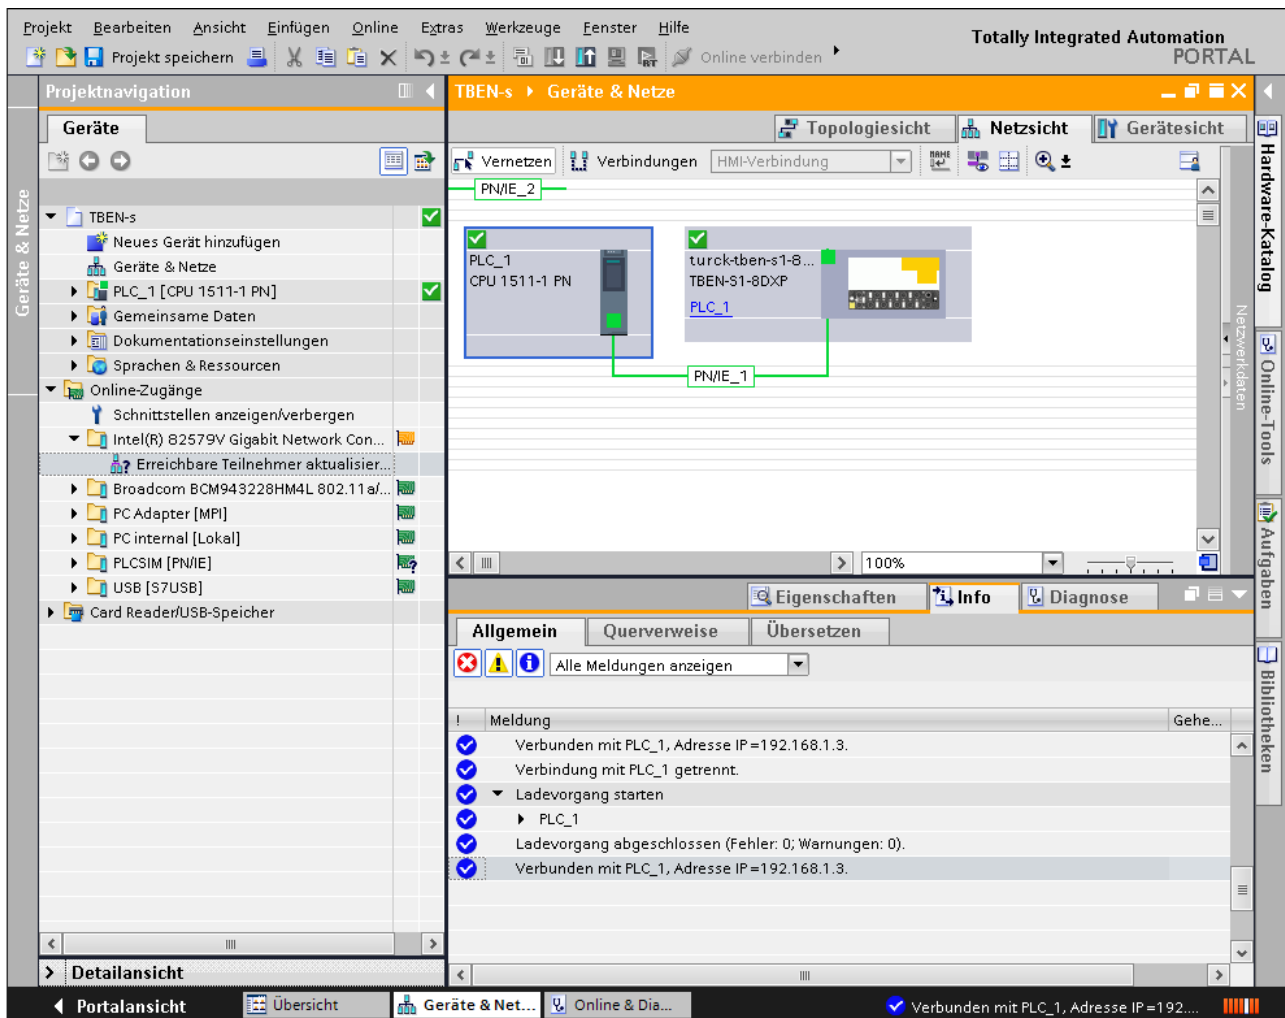 Projekt Bearbeiten Ansicht Einfügen Online Extras Werkzeuge Fenster Hilfe
Totally Integrated Automation
PORTAL
Projekt speichern
Online verbinden
Projektnavigation
TBEN-s Geräte & Netze
Geräte
Topologiesicht Netzsicht Gerätesicht
Vernetzen Verbindungen HMI-Verbindung
PN/IE_2
TBEN-s
Neues Gerät hinzufügen
Geräte & Netze
PLC_1 [CPU 1511-1 PN]
Gemeinsame Daten
Dokumentationseinstellungen
Sprachen & Ressourcen
Online-Zugänge
Schnittstellen anzeigen/verbergen
Intel(R) 82579V Gigabit Network Con...
Erreichbare Teilnehmer aktualisier...
Broadcom BCM943228HM4L 802.11a/...
PC Adapter [MPI]
PC internal [Lokal]
PLCSIM [PN/IE]
USB [S7USB]
Card Reader/USB-Speicher
Detailansicht
PLC_1
CPU 1511-1 PN
turck-tben-s1-8...
TBEN-S1-8DXP
PLC_1
PN/IE_1
100%
Eigenschaften Info Diagnose
Allgemein Querverweise Übersetzen
Alle Meldungen anzeigen
! Meldung Gehe...
Verbunden mit PLC_1, Adresse IP=192.168.1.3.
Verbindung mit PLC_1 getrennt.
Ladevorgang starten
PLC_1
Ladevorgang abgeschlossen (Fehler: 0; Warnungen: 0).
Verbunden mit PLC_1, Adresse IP=192.168.1.3.
Geräte & Netze
Netzwerkdaten
Hardware-Katalog
Online-Tools
Aufgaben
Bibliotheken
Portalansicht Übersicht Geräte & Net... Online & Dia... Verbunden mit PLC_1, Adresse IP=192....